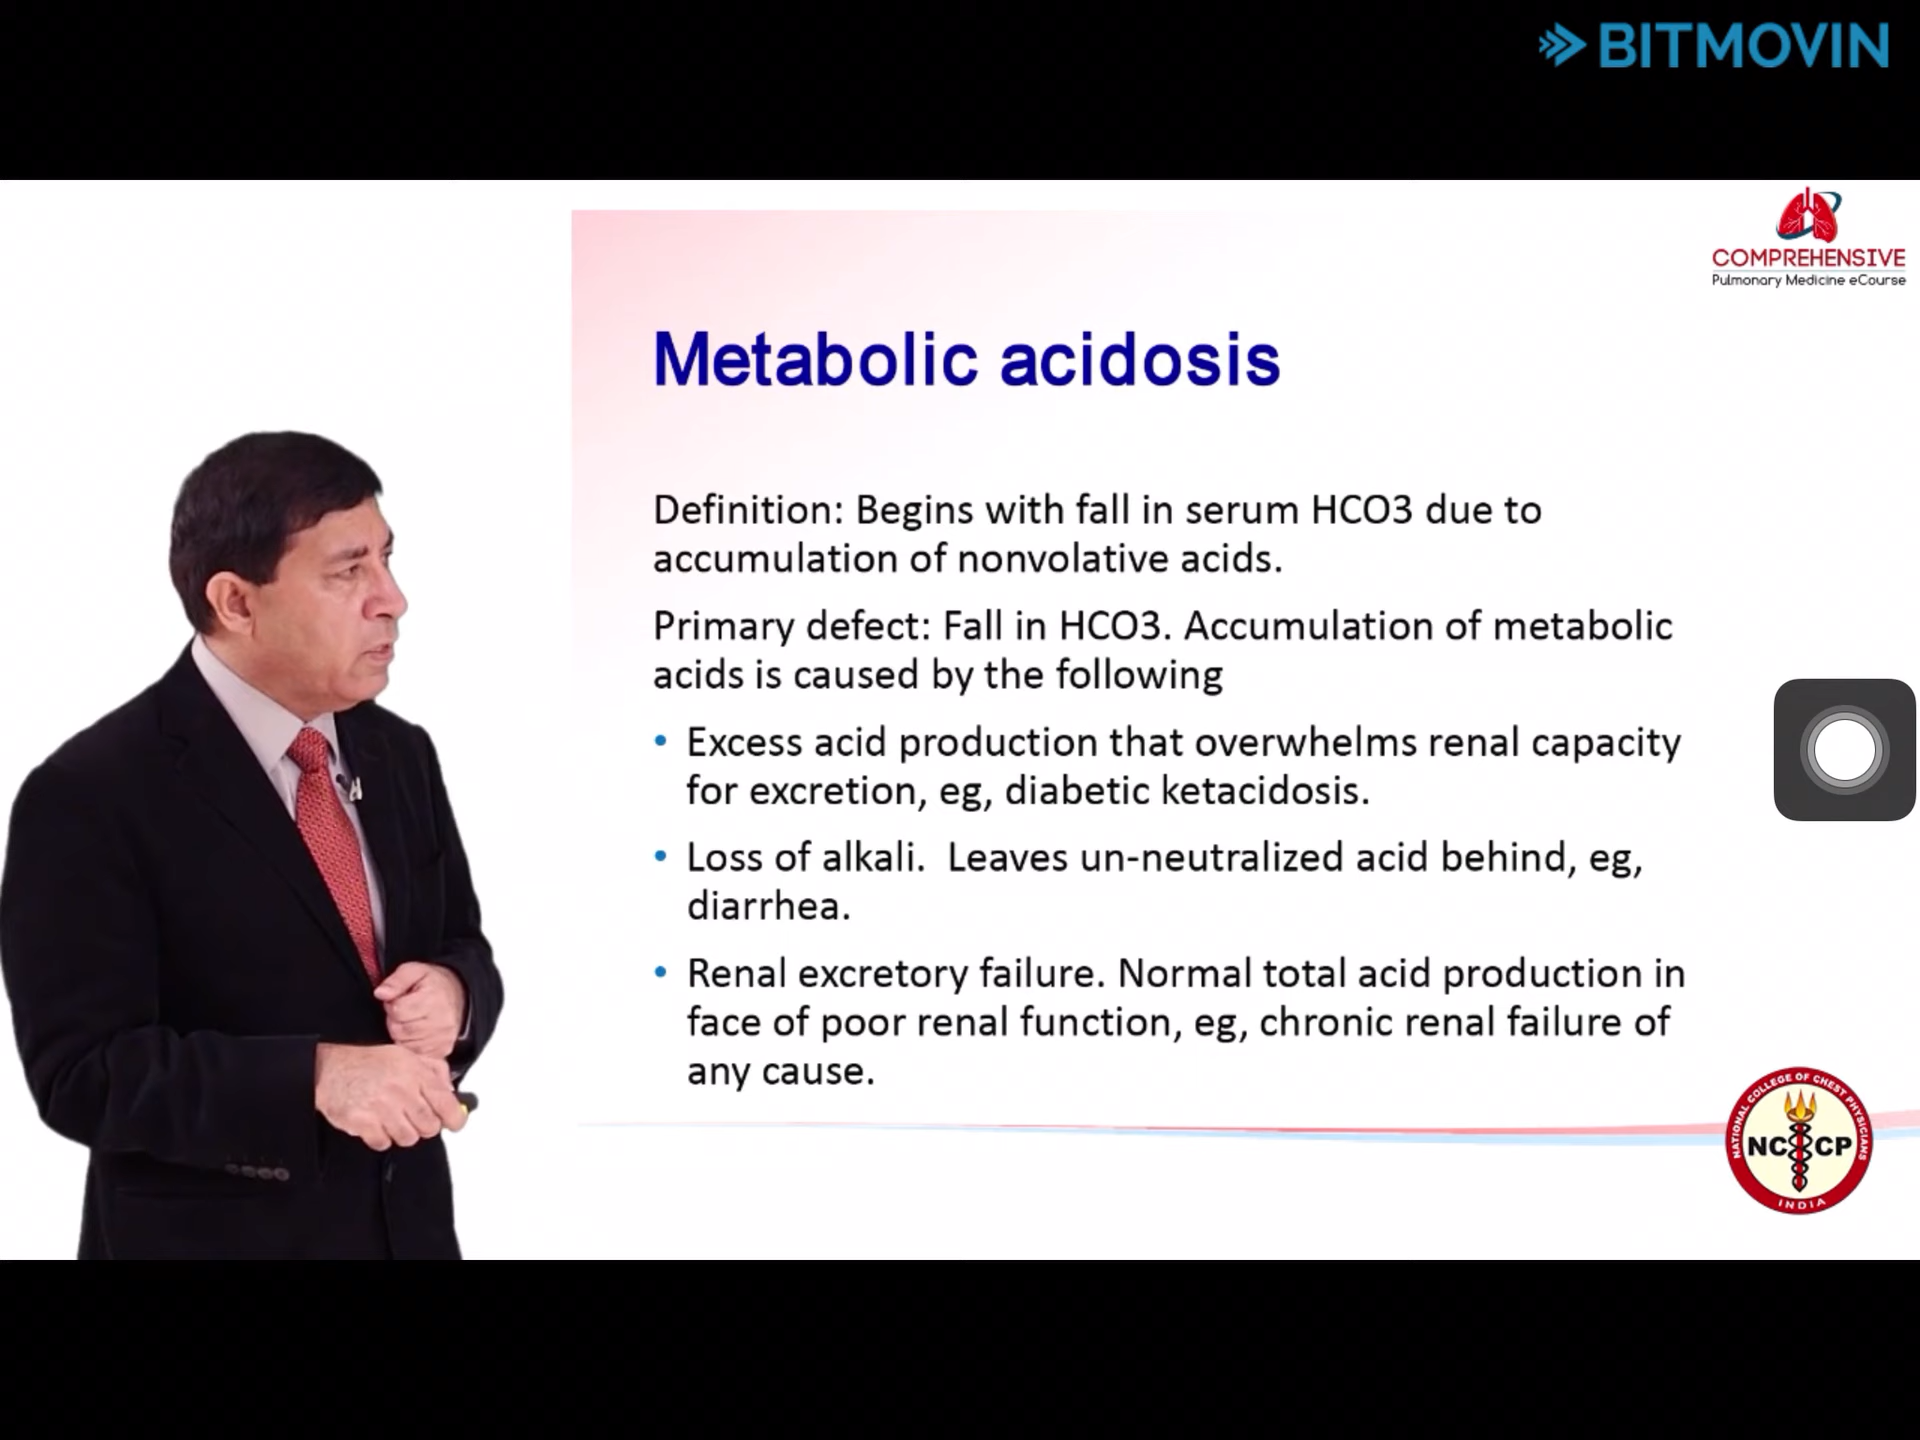 BITMOVIN
COMPREHENSIVE
Pulmonary Medicine eCourse
Metabolic acidosis
Definition: Begins with fall in serum HCO3 due to
accumulation of nonvolative acids.
Primary defect: Fall in HCO3. Accumulation of metabolic
acids is caused by the following
• Excess acid production that overwhelms renal capacity
for excretion, eg, diabetic ketacidosis.
• Loss of alkali.  Leaves un-neutralized acid behind, eg,
diarrhea.
• Renal excretory failure. Normal total acid production in
face of poor renal function, eg, chronic renal failure of
any cause.
NATIONAL COLLEGE OF CHEST PHYSICIANS
NC CP
INDIA